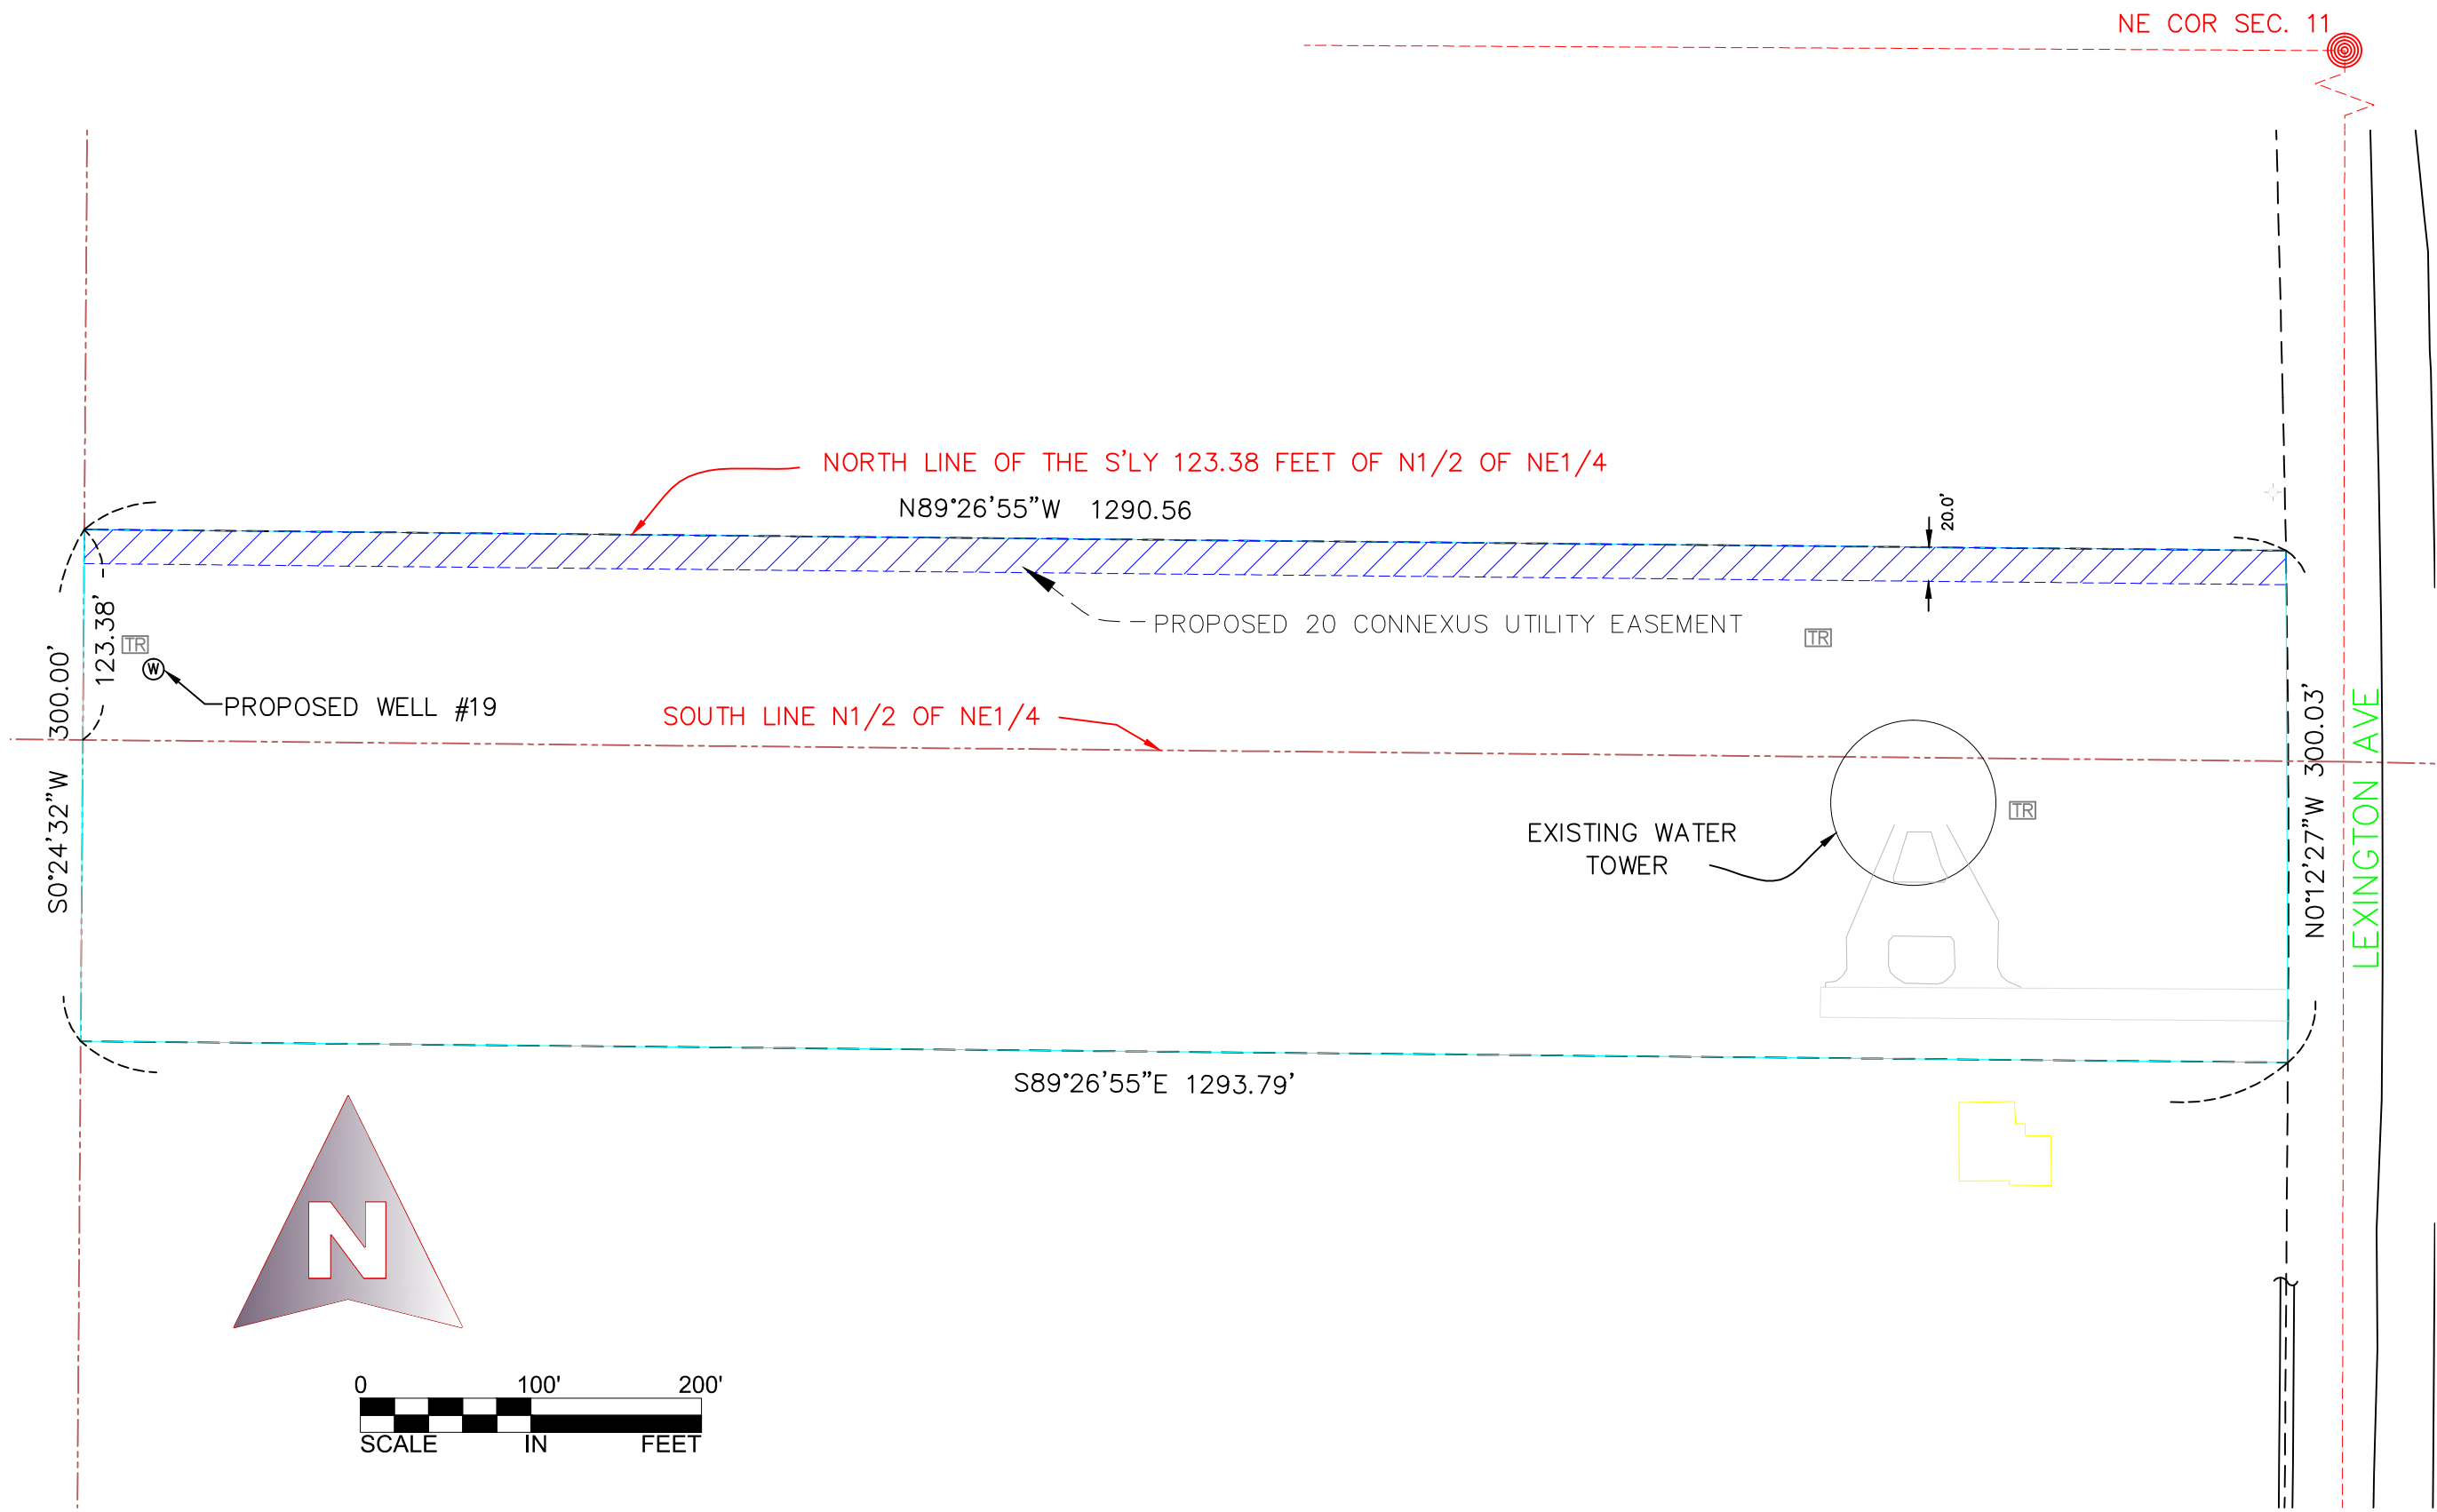 NE COR SEC. 11
NORTH LINE OF THE S'LY 123.38 FEET OF N1/2 OF NE1/4
N89°26'55"W 1290.56
20.0'
PROPOSED 20 CONNEXUS UTILITY EASEMENT
TR
TR
123.38'
W
PROPOSED WELL #19
SOUTH LINE N1/2 OF NE1/4
S0°24'32"W 300.00'
TR
EXISTING WATER
TOWER
N0°12'27"W 300.03'
LEXINGTON AVE
S89°26'55"E 1293.79'
N
0 100' 200'
SCALE IN FEET